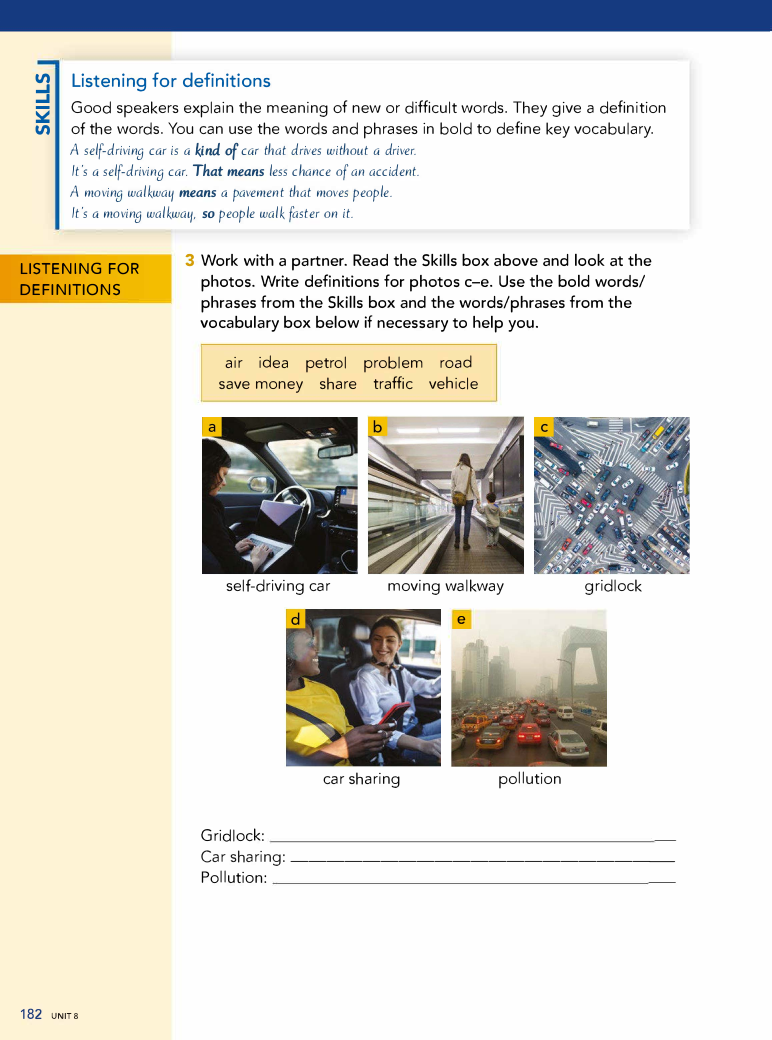 SKILLS
Listening for definitions
Good speakers explain the meaning of new or difficult words. They give a definition
of the words. You can use the words and phrases in bold to define key vocabulary.
A self-driving car is a kind of car that drives without a driver.
It's a self-driving car. That means less chance of an accident.
A moving walkway means a pavement that moves people.
It's a moving walkway, so people walk faster on it.
LISTENING FOR
DEFINITIONS
3 Work with a partner. Read the Skills box above and look at the
photos. Write definitions for photos c–e. Use the bold words/
phrases from the Skills box and the words/phrases from the
vocabulary box below if necessary to help you.
air idea petrol problem road
save money share traffic vehicle
a
b
c
self-driving car
moving walkway
gridlock
d
e
car sharing
pollution
Gridlock:
Car sharing:
Pollution:
182 UNIT 8